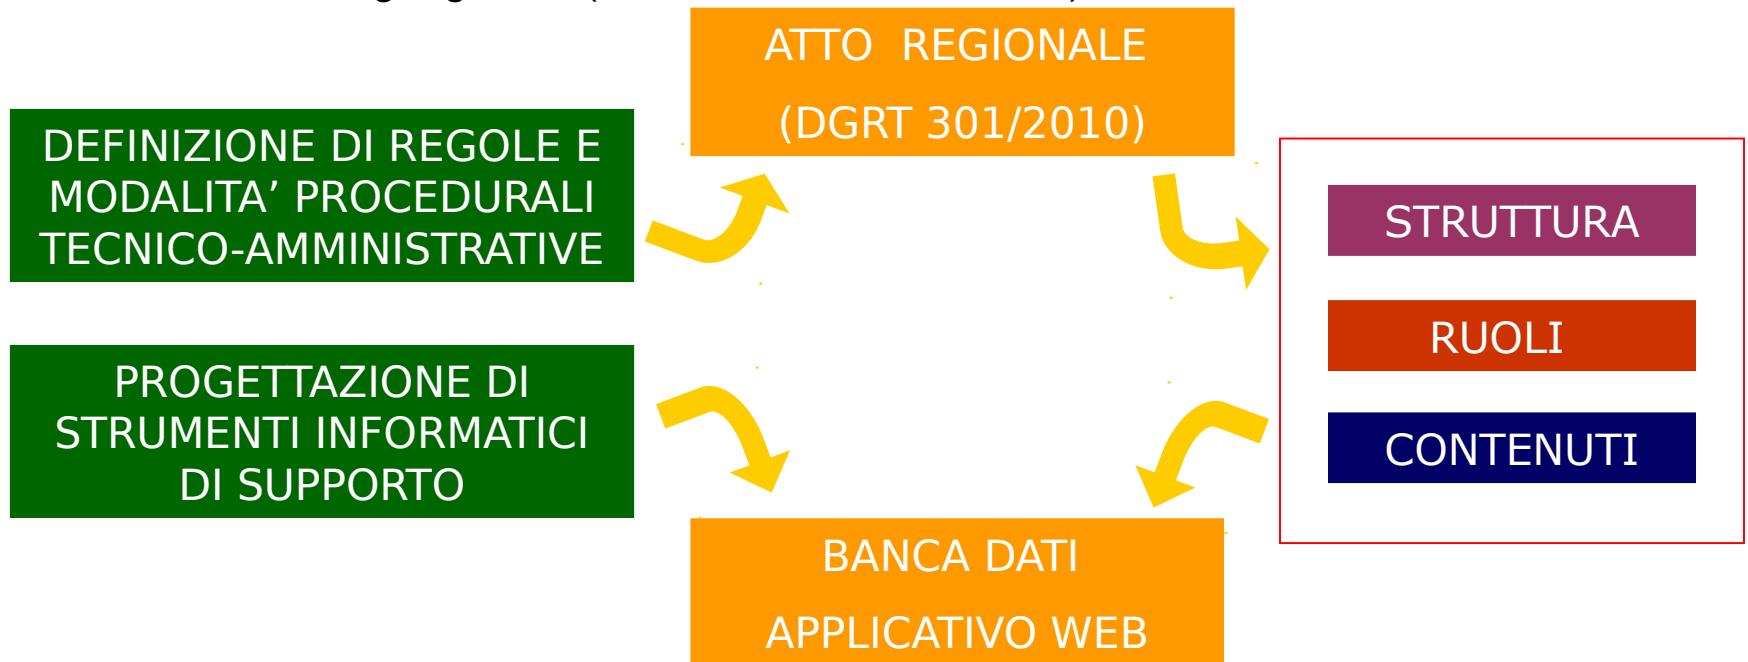 ATTO REGIONALE
(DGRT 301/2010)
DEFINIZIONE DI REGOLE E
MODALITA’ PROCEDURALI
TECNICO-AMMINISTRATIVE
STRUTTURA
RUOLI
CONTENUTI
PROGETTAZIONE DI
STRUMENTI INFORMATICI
DI SUPPORTO
BANCA DATI
APPLICATIVO WEB